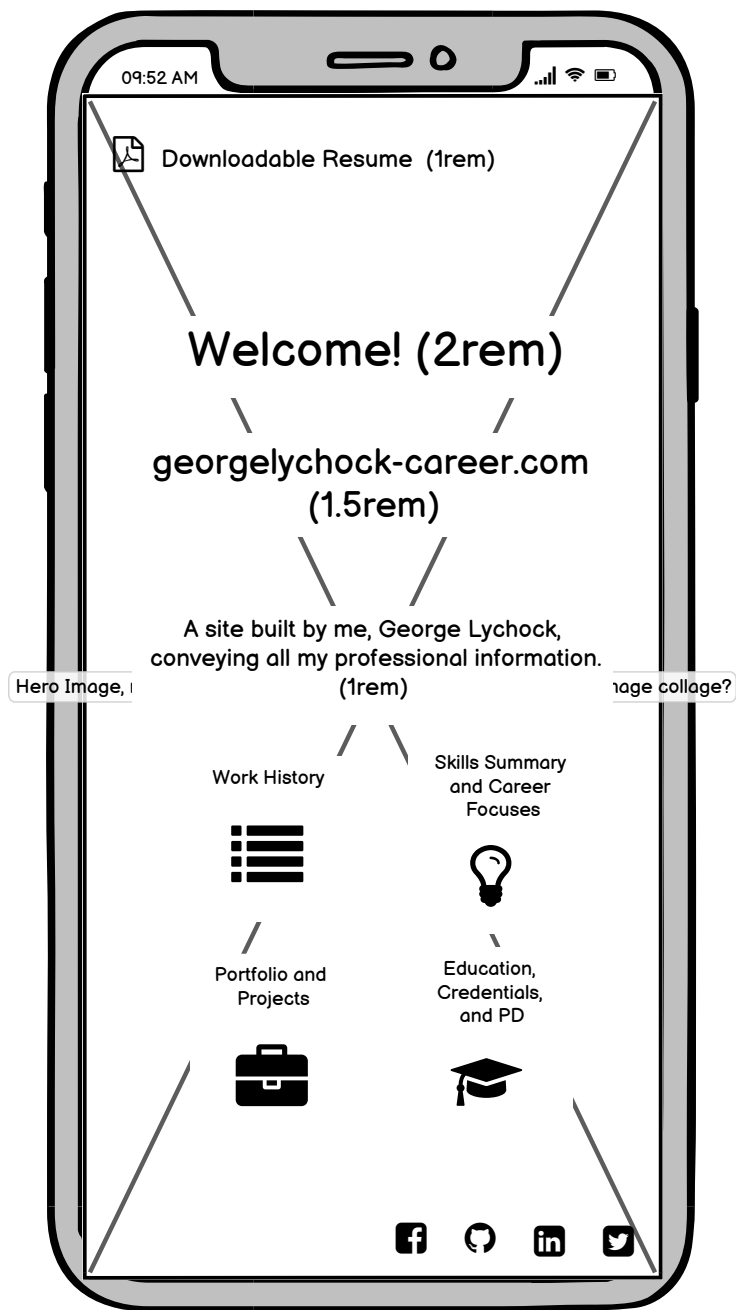 09:52 AM
Downloadable Resume (1rem)
Welcome! (2rem)
georgelychock-career.com
(1.5rem)
A site built by me, George Lychock,
conveying all my professional information.
(1rem)
Hero Image,
collage?
Work History
Skills Summary
and Career
Focuses
Portfolio and
Projects
Education,
Credentials,
and PD
in